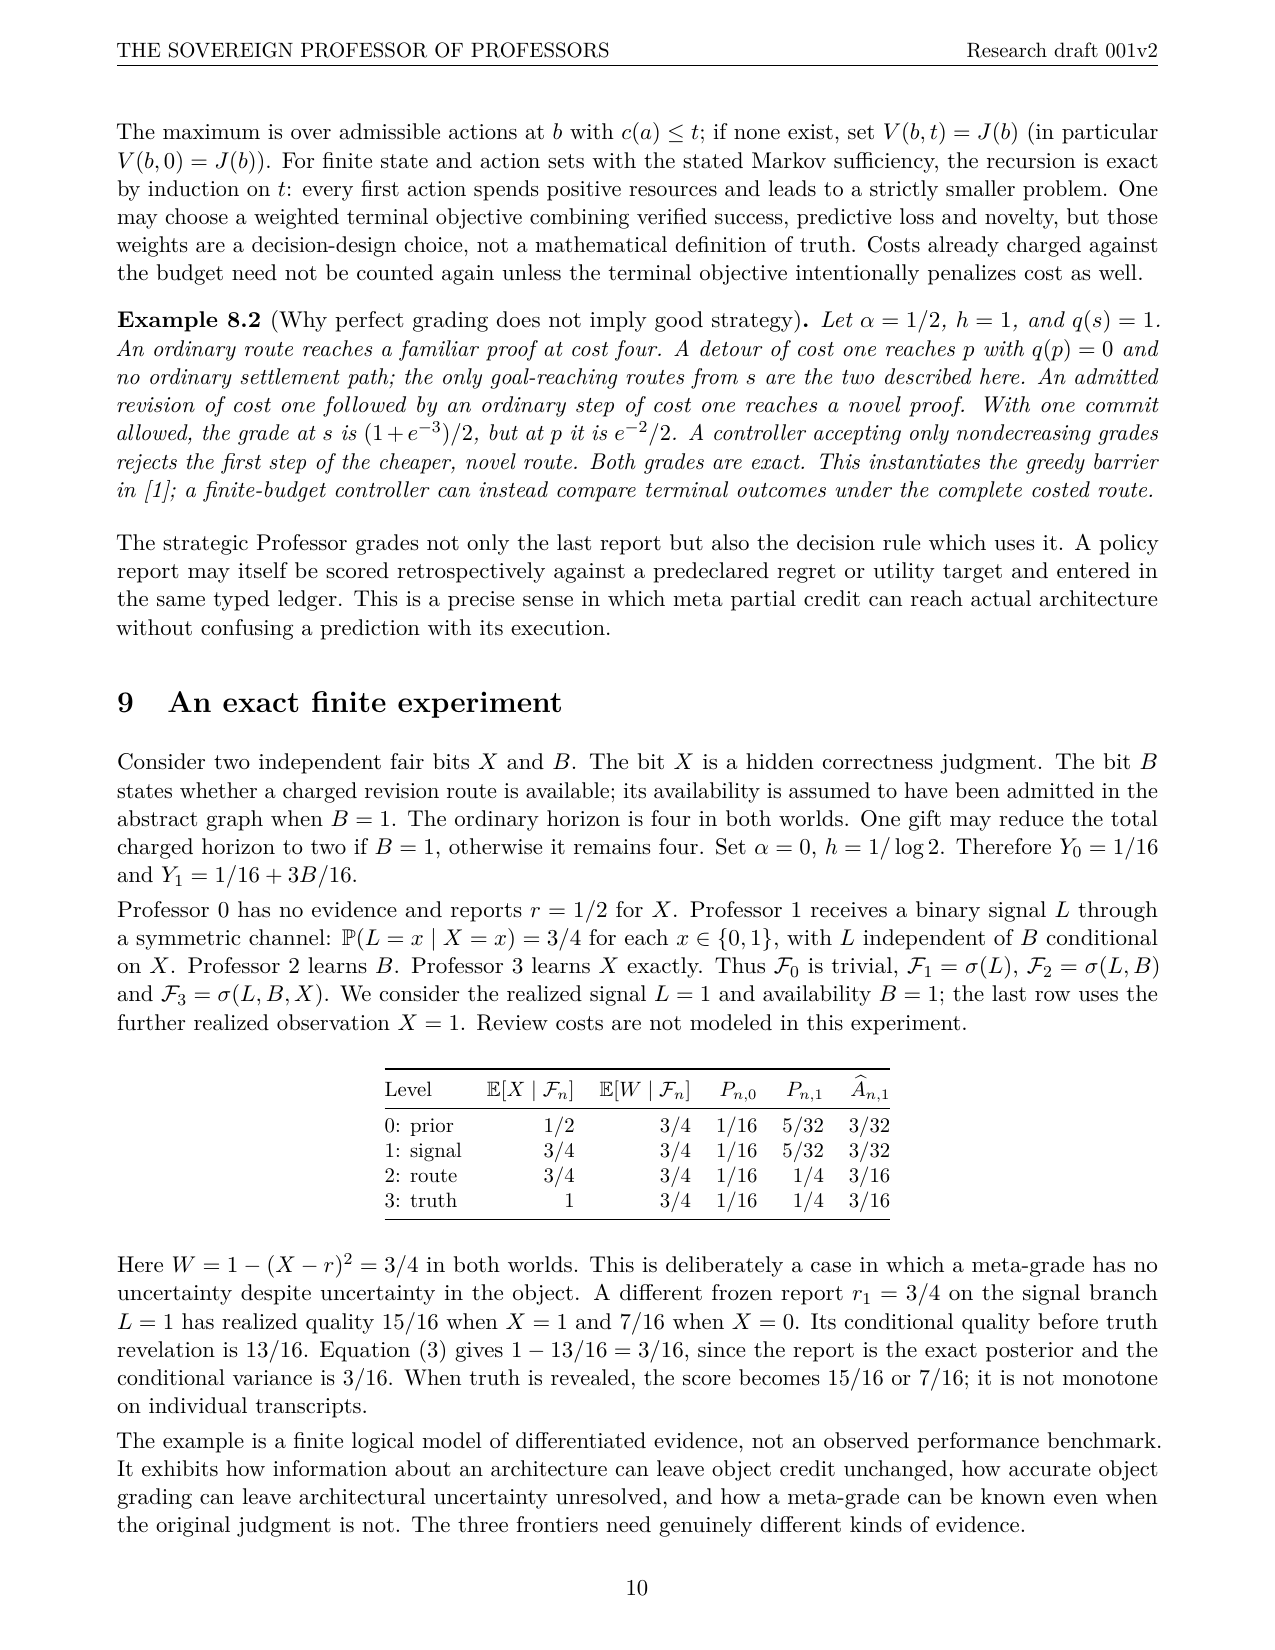 THE SOVEREIGN PROFESSOR OF PROFESSORS Research draft 001v2
The maximum is over admissible actions at b with c(a) ≤ t; if none exist, set V(b, t) = J(b) (in particular
V(b, 0) = J(b)). For finite state and action sets with the stated Markov sufficiency, the recursion is exact
by induction on t: every first action spends positive resources and leads to a strictly smaller problem. One
may choose a weighted terminal objective combining verified success, predictive loss and novelty, but those
weights are a decision-design choice, not a mathematical definition of truth. Costs already charged against
the budget need not be counted again unless the terminal objective intentionally penalizes cost as well.
Example 8.2 (Why perfect grading does not imply good strategy). Let α = 1/2, h = 1, and q(s) = 1.
An ordinary route reaches a familiar proof at cost four. A detour of cost one reaches p with q(p) = 0 and
no ordinary settlement path; the only goal-reaching routes from s are the two described here. An admitted
revision of cost one followed by an ordinary step of cost one reaches a novel proof. With one commit
allowed, the grade at s is (1 + e⁻³)/2, but at p it is e⁻²/2. A controller accepting only nondecreasing grades
rejects the first step of the cheaper, novel route. Both grades are exact. This instantiates the greedy barrier
in [1]; a finite-budget controller can instead compare terminal outcomes under the complete costed route.
The strategic Professor grades not only the last report but also the decision rule which uses it. A policy
report may itself be scored retrospectively against a predeclared regret or utility target and entered in
the same typed ledger. This is a precise sense in which meta partial credit can reach actual architecture
without confusing a prediction with its execution.
9 An exact finite experiment
Consider two independent fair bits X and B. The bit X is a hidden correctness judgment. The bit B
states whether a charged revision route is available; its availability is assumed to have been admitted in the
abstract graph when B = 1. The ordinary horizon is four in both worlds. One gift may reduce the total
charged horizon to two if B = 1, otherwise it remains four. Set α = 0, h = 1/ log 2. Therefore Y₀ = 1/16
and Y₁ = 1/16 + 3B/16.
Professor 0 has no evidence and reports r = 1/2 for X. Professor 1 receives a binary signal L through
a symmetric channel: ℙ(L = x | X = x) = 3/4 for each x ∈ {0, 1}, with L independent of B conditional
on X. Professor 2 learns B. Professor 3 learns X exactly. Thus ℱ₀ is trivial, ℱ₁ = σ(L), ℱ₂ = σ(L, B)
and ℱ₃ = σ(L, B, X). We consider the realized signal L = 1 and availability B = 1; the last row uses the
further realized observation X = 1. Review costs are not modeled in this experiment.
Level 𝔼[X | ℱₙ] 𝔼[W | ℱₙ] Pₙ,₀ Pₙ,₁ Âₙ,₁
0: prior 1/2 3/4 1/16 5/32 3/32
1: signal 3/4 3/4 1/16 5/32 3/32
2: route 3/4 3/4 1/16 1/4 3/16
3: truth 1 3/4 1/16 1/4 3/16
Here W = 1 − (X − r)² = 3/4 in both worlds. This is deliberately a case in which a meta-grade has no
uncertainty despite uncertainty in the object. A different frozen report r₁ = 3/4 on the signal branch
L = 1 has realized quality 15/16 when X = 1 and 7/16 when X = 0. Its conditional quality before truth
revelation is 13/16. Equation (3) gives 1 − 13/16 = 3/16, since the report is the exact posterior and the
conditional variance is 3/16. When truth is revealed, the score becomes 15/16 or 7/16; it is not monotone
on individual transcripts.
The example is a finite logical model of differentiated evidence, not an observed performance benchmark.
It exhibits how information about an architecture can leave object credit unchanged, how accurate object
grading can leave architectural uncertainty unresolved, and how a meta-grade can be known even when
the original judgment is not. The three frontiers need genuinely different kinds of evidence.
10